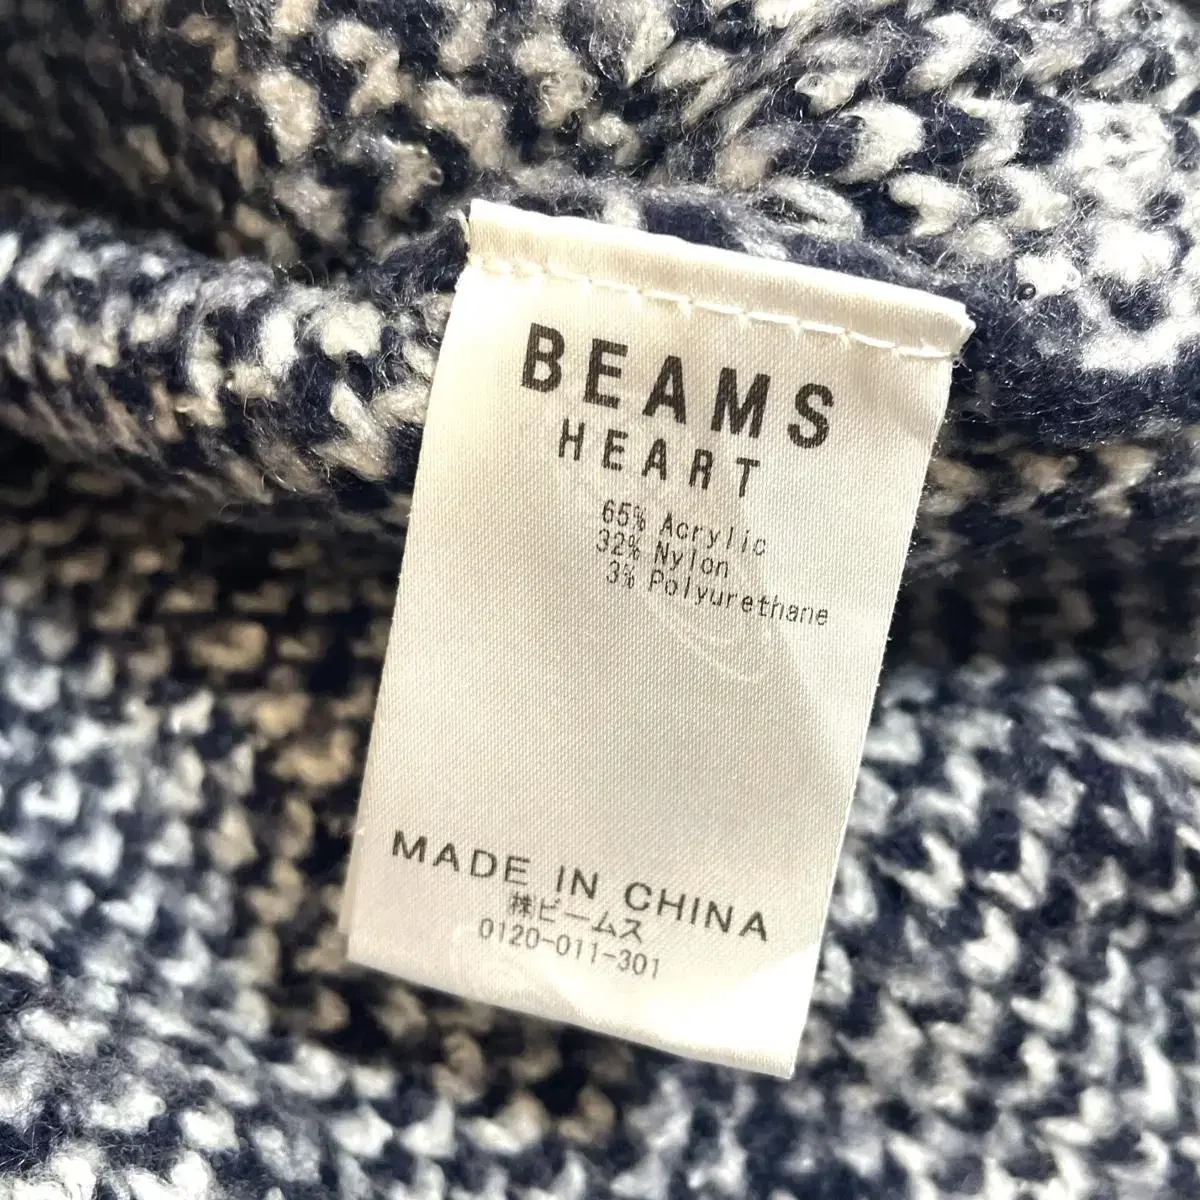 BEAMS
HEART
65% Acrylic
32% Nylon
3% Polyurethane
MADE IN CHINA
㈱ビームス
0120-011-301